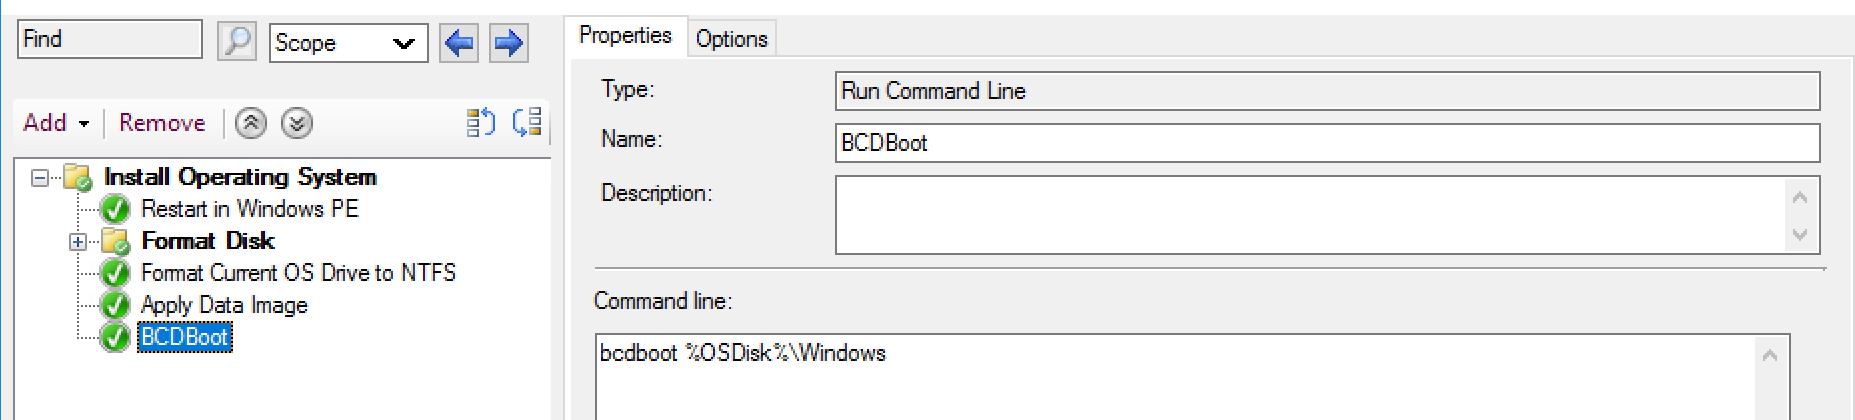 Find
Scope
Properties
Options
Add
Remove
Install Operating System
Restart in Windows PE
Format Disk
Format Current OS Drive to NTFS
Apply Data Image
BCDBoot
Type:
Run Command Line
Name:
BCDBoot
Description:
Command line:
bcdboot %OSDisk%\Windows